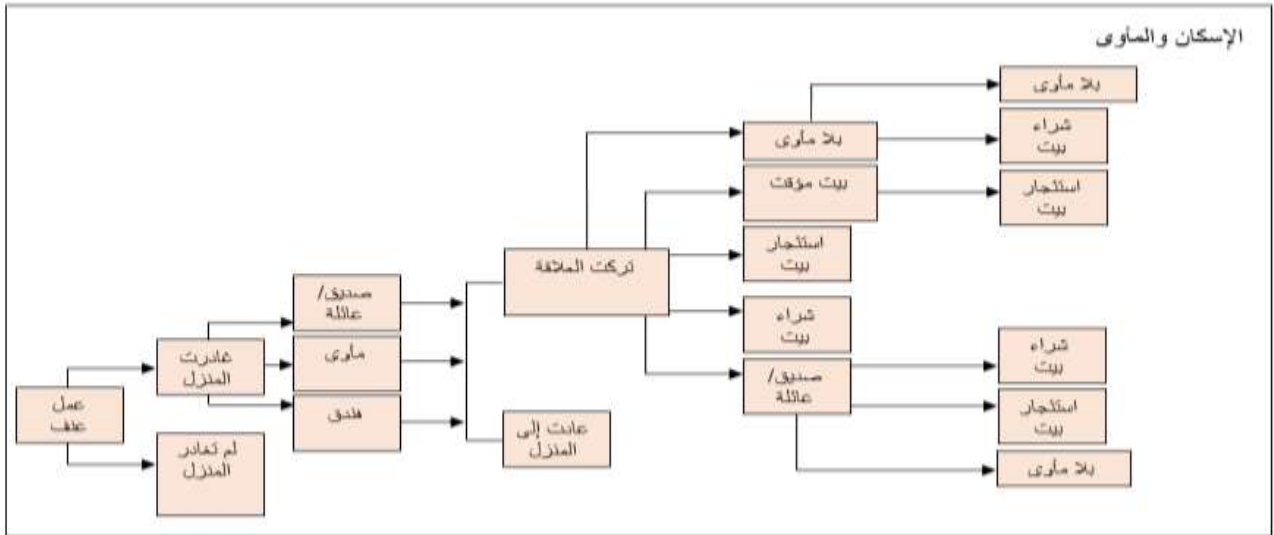 الإسكان والمأوى
عمل
عنف
غادرت
المنزل
لم تغادر
المنزل
صديق/
عائلة
مأوى
فندق
تركت العلاقة
عادت إلى
المنزل
بلا مأوى
بيت مؤقت
استئجار
بيت
شراء
بيت
صديق/
عائلة
بلا مأوى
شراء
بيت
استئجار
بيت
شراء
بيت
استئجار
بيت
بلا مأوى